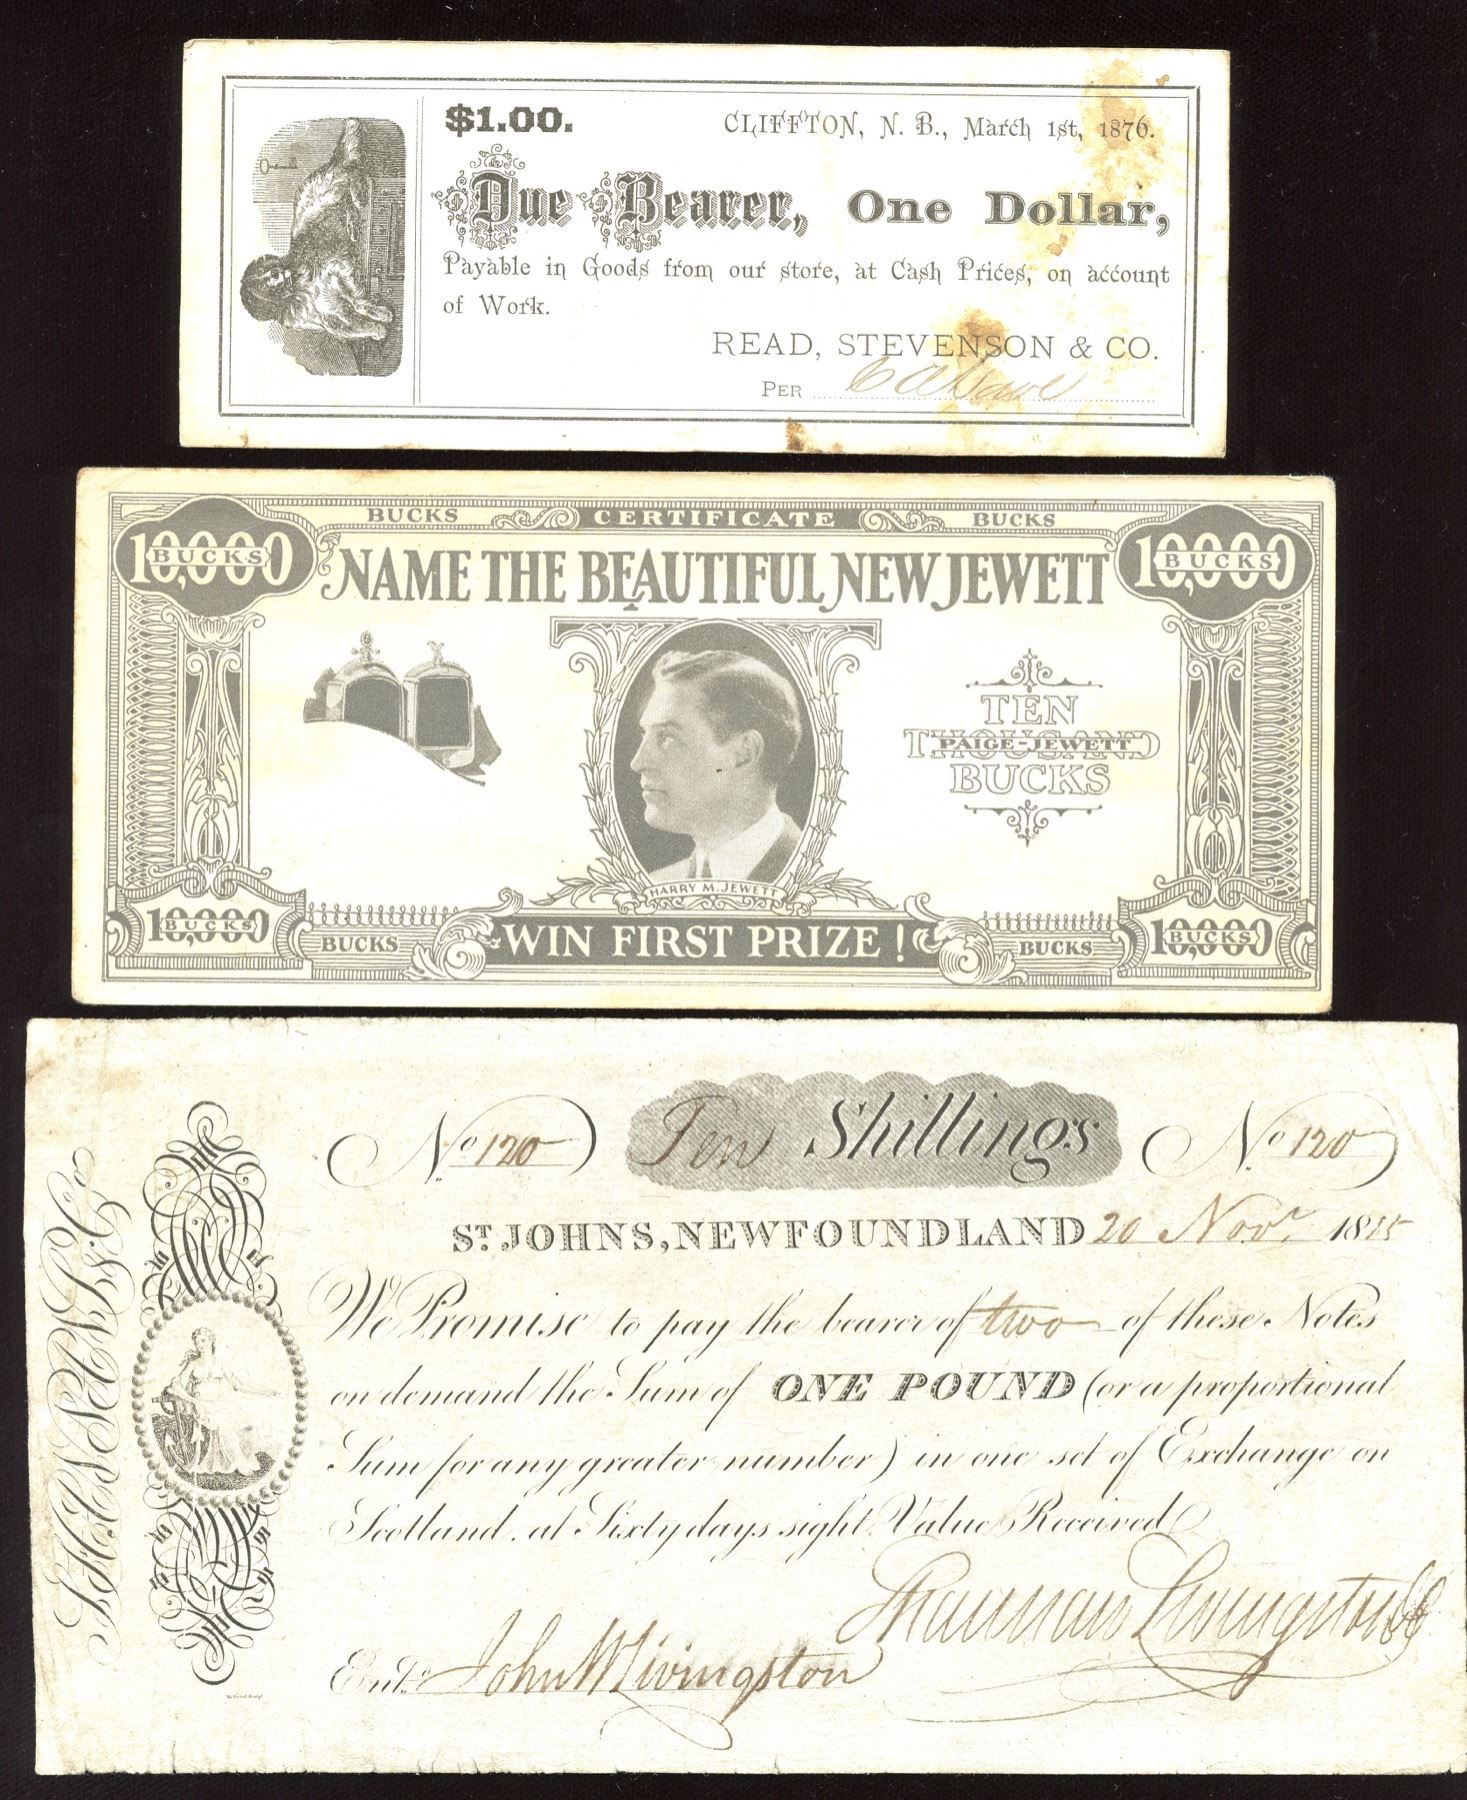 $1.00.
CLIFFTON, N. B., March 1st, 1876.
Due Bearer, One Dollar,
Payable in Goods from our store, at Cash Prices, on account
of Work.
READ, STEVENSON & CO.
PER
BUCKS CERTIFICATE BUCKS
10,000 BUCKS
NAME THE BEAUTIFUL NEW JEWETT
10,000 BUCKS
TEN
THOUSAND
PAIGE-JEWETT
BUCKS
HARRY M. JEWETT
10,000 BUCKS
BUCKS
WIN FIRST PRIZE!
BUCKS
10,000 BUCKS
No 120 Ten Shillings No 120
ST. JOHNS, NEWFOUNDLAND 20 Novr. 1815
We Promise to pay the bearer of two of these Notes
on demand the Sum of ONE POUND (or a proportional
Sum for any greater number) in one set of Exchange on
Scotland, at Sixty days sight Value Received
Livingston
Entd. John W Livingston